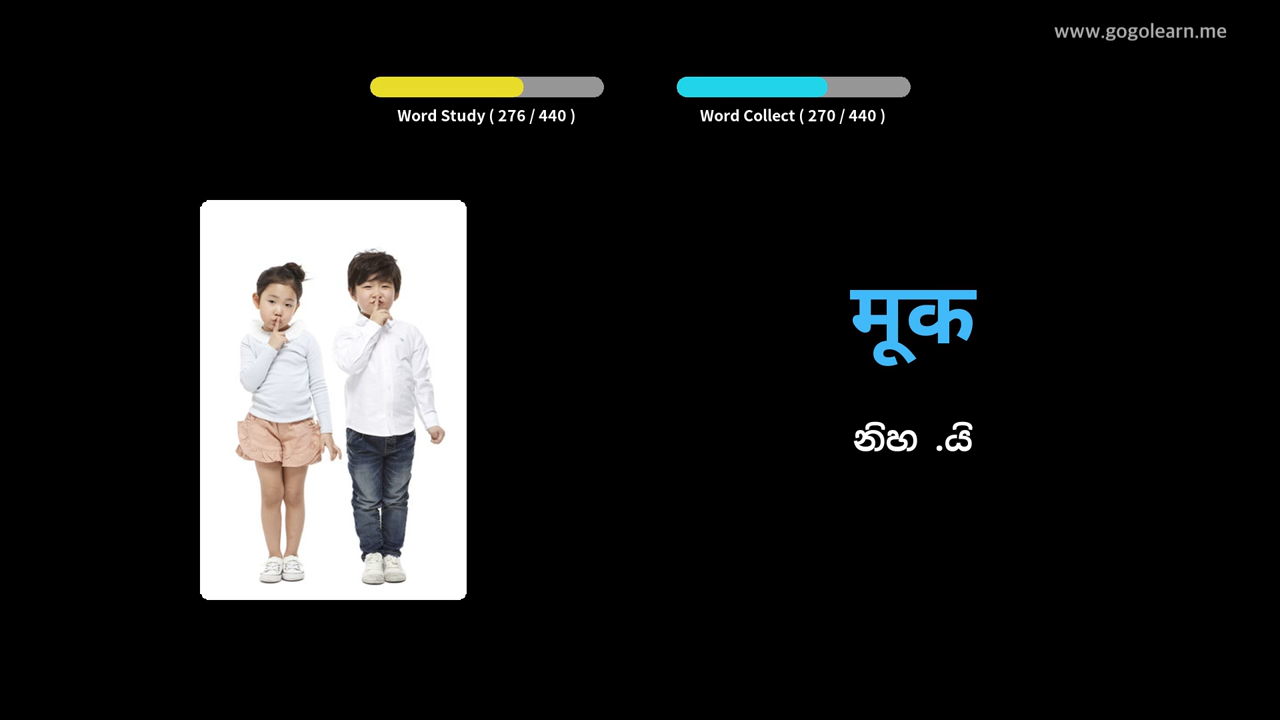 www.gogolearn.me
Word Study ( 276 / 440 )
Word Collect ( 270 / 440 )
मूक
නිහ .යි